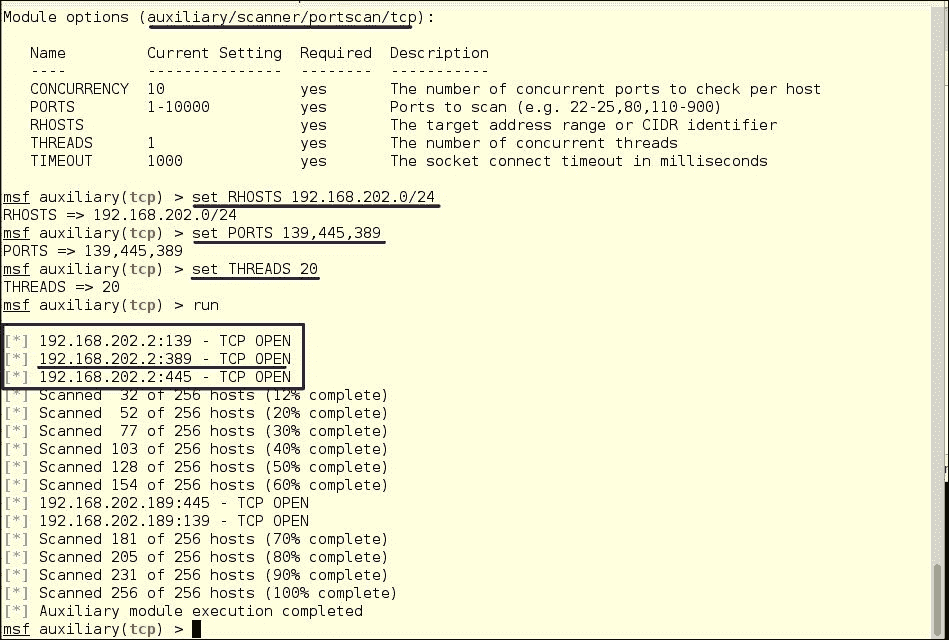 Module options (auxiliary/scanner/portscan/tcp):
Name Current Setting Required Description
---- --------------- -------- -----------
CONCURRENCY 10 yes The number of concurrent ports to check per host
PORTS 1-10000 yes Ports to scan (e.g. 22-25,80,110-900)
RHOSTS yes The target address range or CIDR identifier
THREADS 1 yes The number of concurrent threads
TIMEOUT 1000 yes The socket connect timeout in milliseconds
msf auxiliary(tcp) > set RHOSTS 192.168.202.0/24
RHOSTS => 192.168.202.0/24
msf auxiliary(tcp) > set PORTS 139,445,389
PORTS => 139,445,389
msf auxiliary(tcp) > set THREADS 20
THREADS => 20
msf auxiliary(tcp) > run
[*] 192.168.202.2:139 - TCP OPEN
[*] 192.168.202.2:389 - TCP OPEN
[*] 192.168.202.2:445 - TCP OPEN
[*] Scanned 32 of 256 hosts (12% complete)
[*] Scanned 52 of 256 hosts (20% complete)
[*] Scanned 77 of 256 hosts (30% complete)
[*] Scanned 103 of 256 hosts (40% complete)
[*] Scanned 128 of 256 hosts (50% complete)
[*] Scanned 154 of 256 hosts (60% complete)
[*] 192.168.202.189:445 - TCP OPEN
[*] 192.168.202.189:139 - TCP OPEN
[*] Scanned 181 of 256 hosts (70% complete)
[*] Scanned 205 of 256 hosts (80% complete)
[*] Scanned 231 of 256 hosts (90% complete)
[*] Scanned 256 of 256 hosts (100% complete)
[*] Auxiliary module execution completed
msf auxiliary(tcp) >